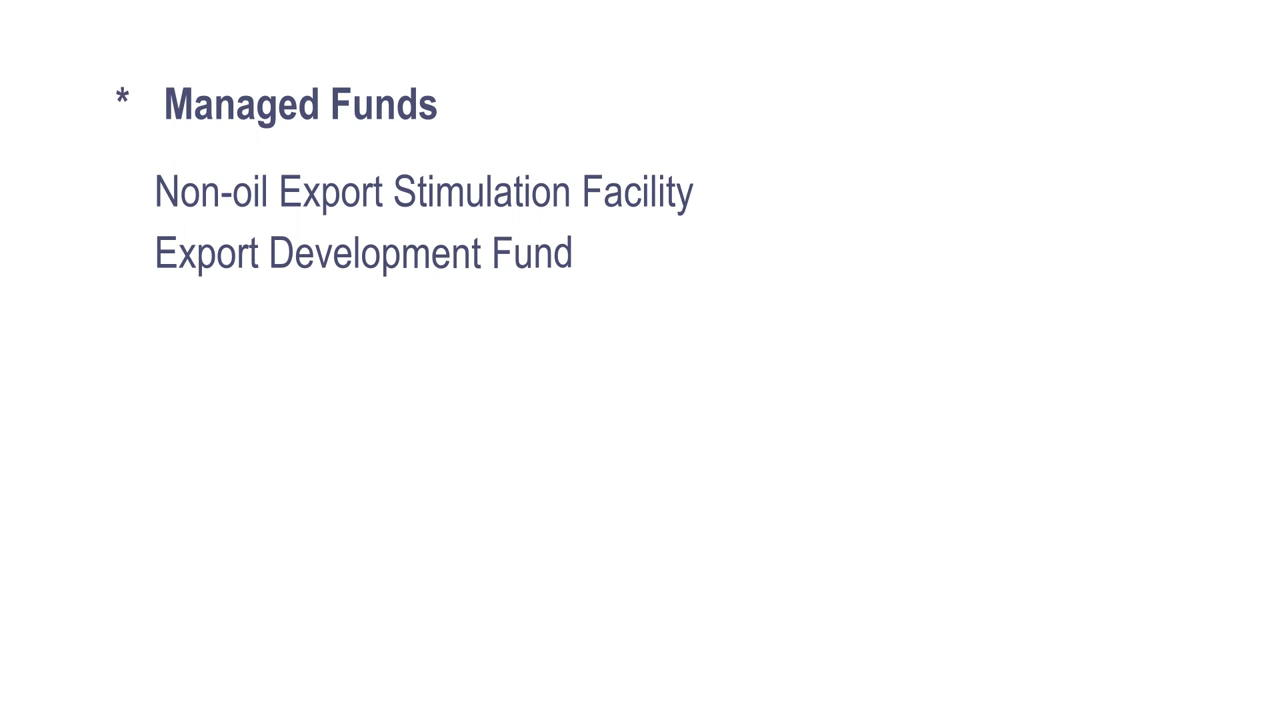 * Managed Funds
Non-oil Export Stimulation Facility
Export Development Fund